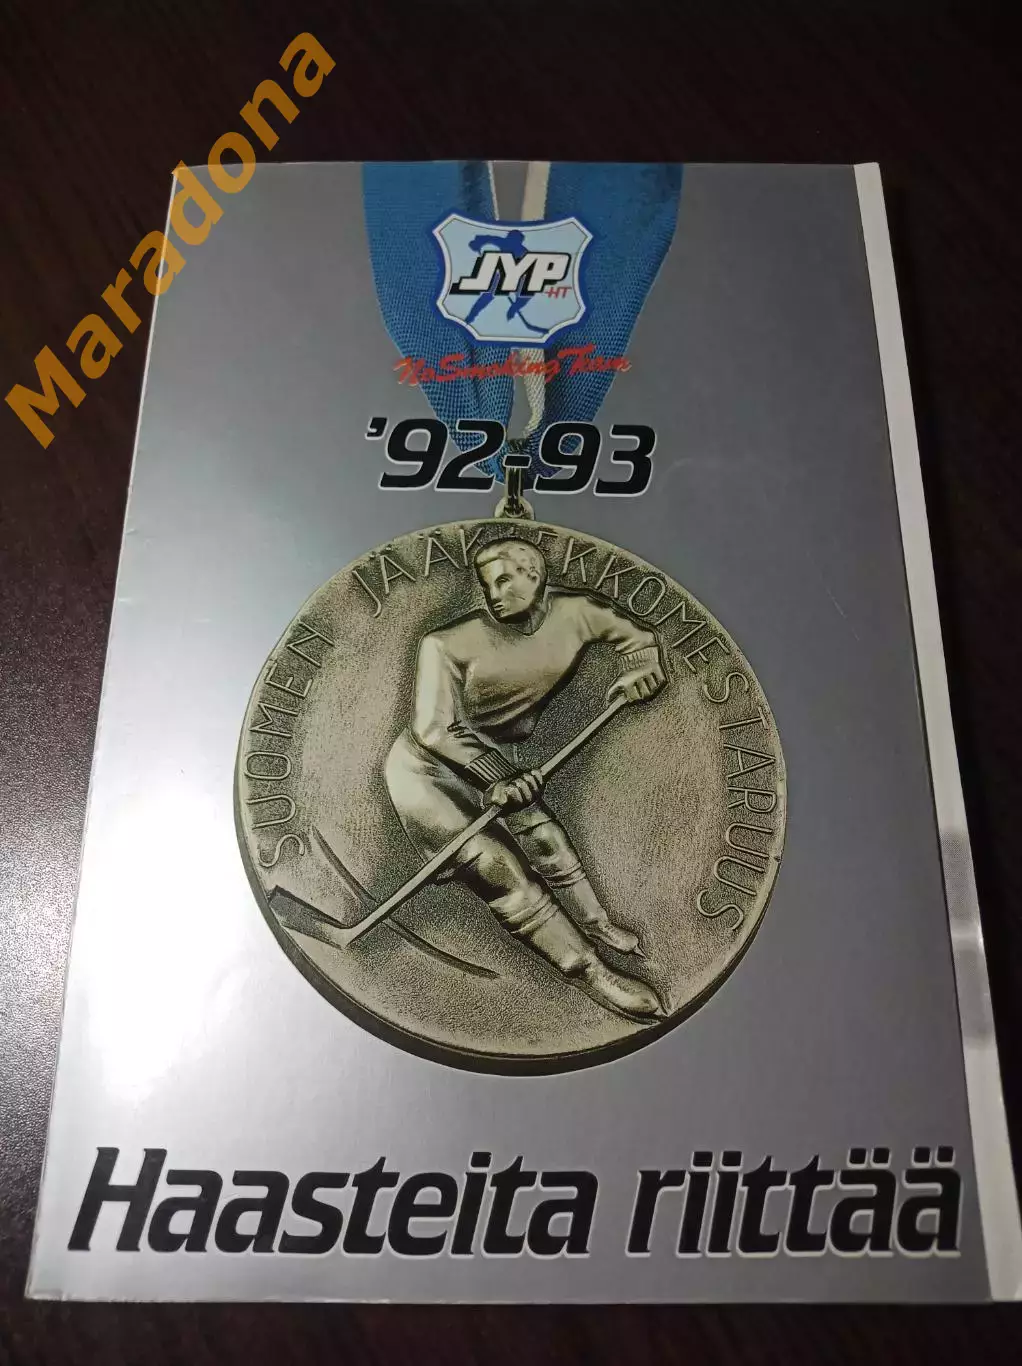 Maradona
JYP
HT
No Smoking Team
'92-93
SUOMEN JÄÄKIEKKOMESTARUUS
Haasteita riittää